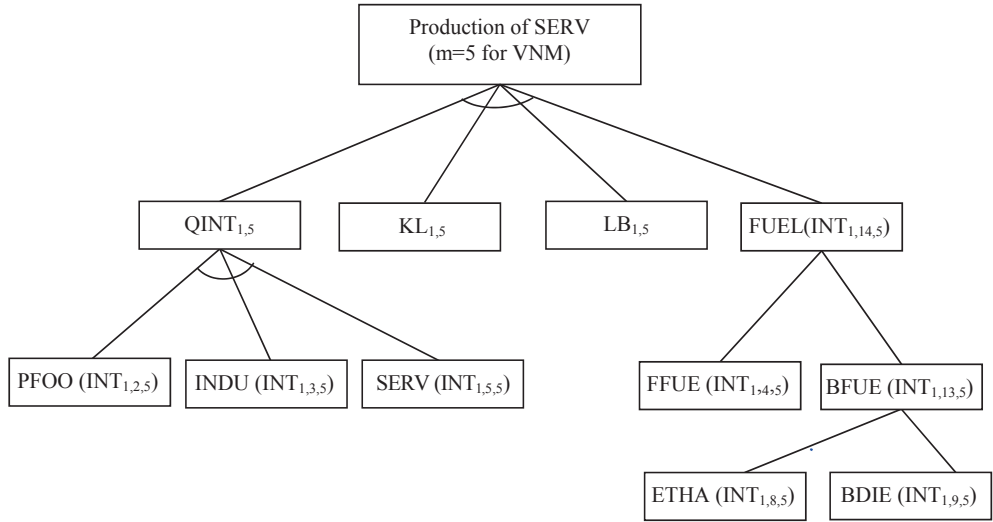 Production of SERV
(m=5 for VNM)
QINT1,5
KL1,5
LB1,5
FUEL(INT1,14,5)
PFOO (INT1,2,5)
INDU (INT1,3,5)
SERV (INT1,5,5)
FFUE (INT1,4,5)
BFUE (INT1,13,5)
ETHA (INT1,8,5)
BDIE (INT1,9,5)